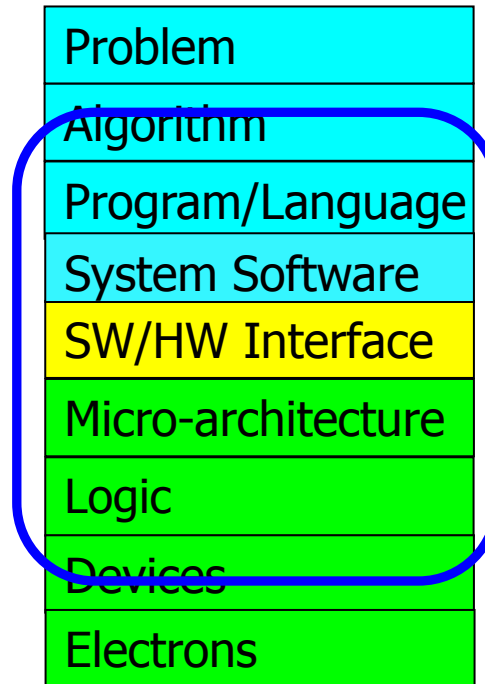 Problem
Algorithm
Program/Language
System Software
SW/HW Interface
Micro-architecture
Logic
Devices
Electrons